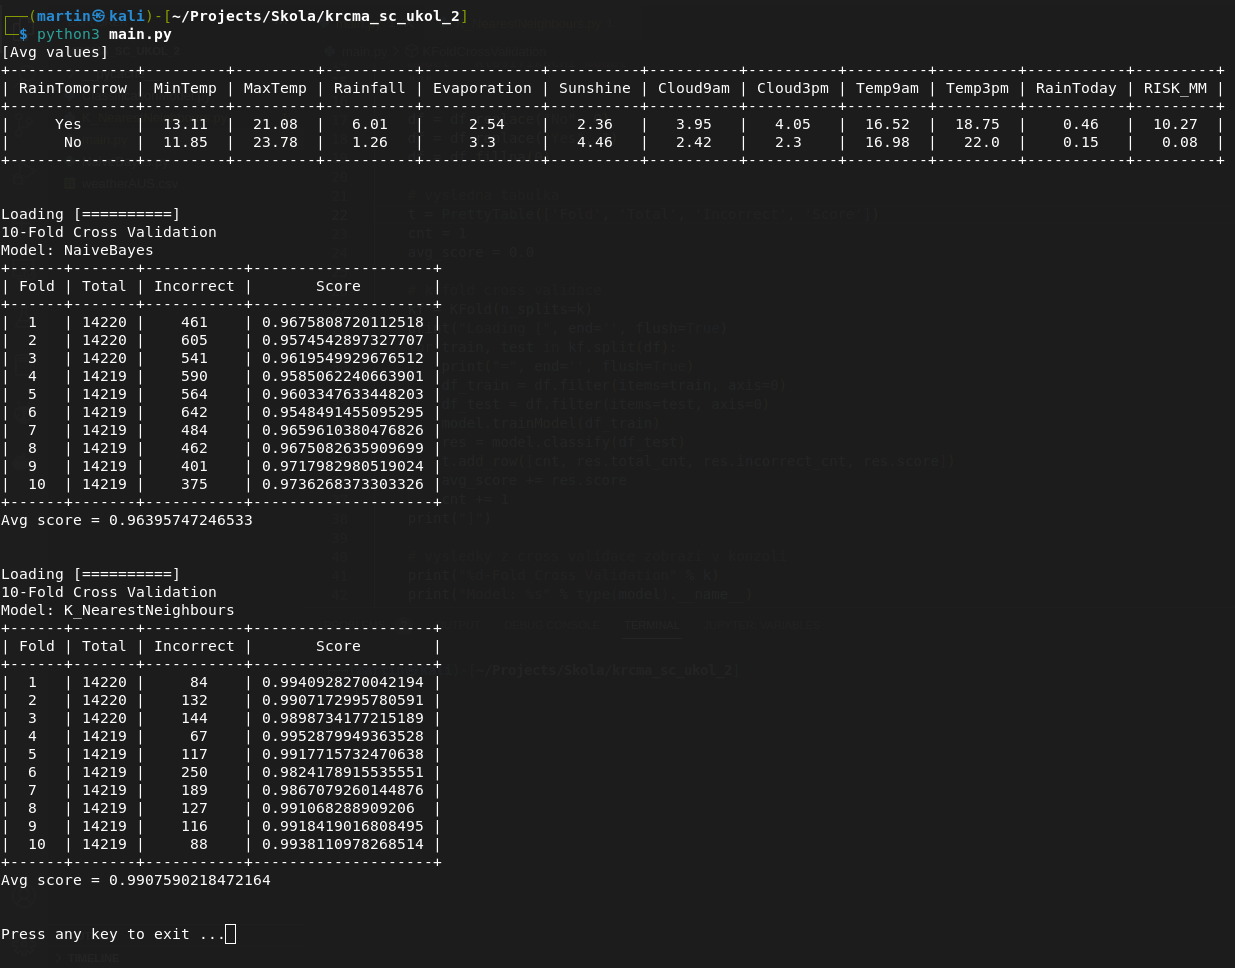 ┌──(martin㉿kali)-[~/Projects/Skola/krcma_sc_ukol_2]
└─$ python3 main.py
[Avg values]
+--------------+---------+---------+----------+-------------+----------+----------+----------+---------+----------+-----------+---------+
| RainTomorrow | MinTemp | MaxTemp | Rainfall | Evaporation | Sunshine | Cloud9am | Cloud3pm | Temp9am | Temp3pm | RainToday | RISK_MM |
+--------------+---------+---------+----------+-------------+----------+----------+----------+---------+----------+-----------+---------+
| Yes | 13.11 | 21.08 | 6.01 | 2.54 | 2.36 | 3.95 | 4.05 | 16.52 | 18.75 | 0.46 | 10.27 |
| No | 11.85 | 23.78 | 1.26 | 3.3 | 4.46 | 2.42 | 2.3 | 16.98 | 22.0 | 0.15 | 0.08 |
+--------------+---------+---------+----------+-------------+----------+----------+----------+---------+----------+-----------+---------+
Loading [==========]
10-Fold Cross Validation
Model: NaiveBayes
+------+-------+-----------+--------------------+
| Fold | Total | Incorrect | Score |
+------+-------+-----------+--------------------+
| 1 | 14220 | 461 | 0.9675808720112518 |
| 2 | 14220 | 605 | 0.9574542897327707 |
| 3 | 14220 | 541 | 0.9619549929676512 |
| 4 | 14219 | 590 | 0.9585062240663901 |
| 5 | 14219 | 564 | 0.9603347633448203 |
| 6 | 14219 | 642 | 0.9548491455095295 |
| 7 | 14219 | 484 | 0.9659610380476826 |
| 8 | 14219 | 462 | 0.9675082635909699 |
| 9 | 14219 | 401 | 0.9717982980519024 |
| 10 | 14219 | 375 | 0.9736268373303326 |
+------+-------+-----------+--------------------+
Avg score = 0.96395747246533
Loading [==========]
10-Fold Cross Validation
Model: K_NearestNeighbours
+------+-------+-----------+--------------------+
| Fold | Total | Incorrect | Score |
+------+-------+-----------+--------------------+
| 1 | 14220 | 84 | 0.9940928270042194 |
| 2 | 14220 | 132 | 0.9907172995780591 |
| 3 | 14220 | 144 | 0.9898734177215189 |
| 4 | 14219 | 67 | 0.9952879949363528 |
| 5 | 14219 | 117 | 0.9917715732470638 |
| 6 | 14219 | 250 | 0.9824178915535551 |
| 7 | 14219 | 189 | 0.9867079260144876 |
| 8 | 14219 | 127 | 0.991068288909206 |
| 9 | 14219 | 116 | 0.9918419016808495 |
| 10 | 14219 | 88 | 0.9938110978268514 |
+------+-------+-----------+--------------------+
Avg score = 0.9907590218472164
Press any key to exit ...